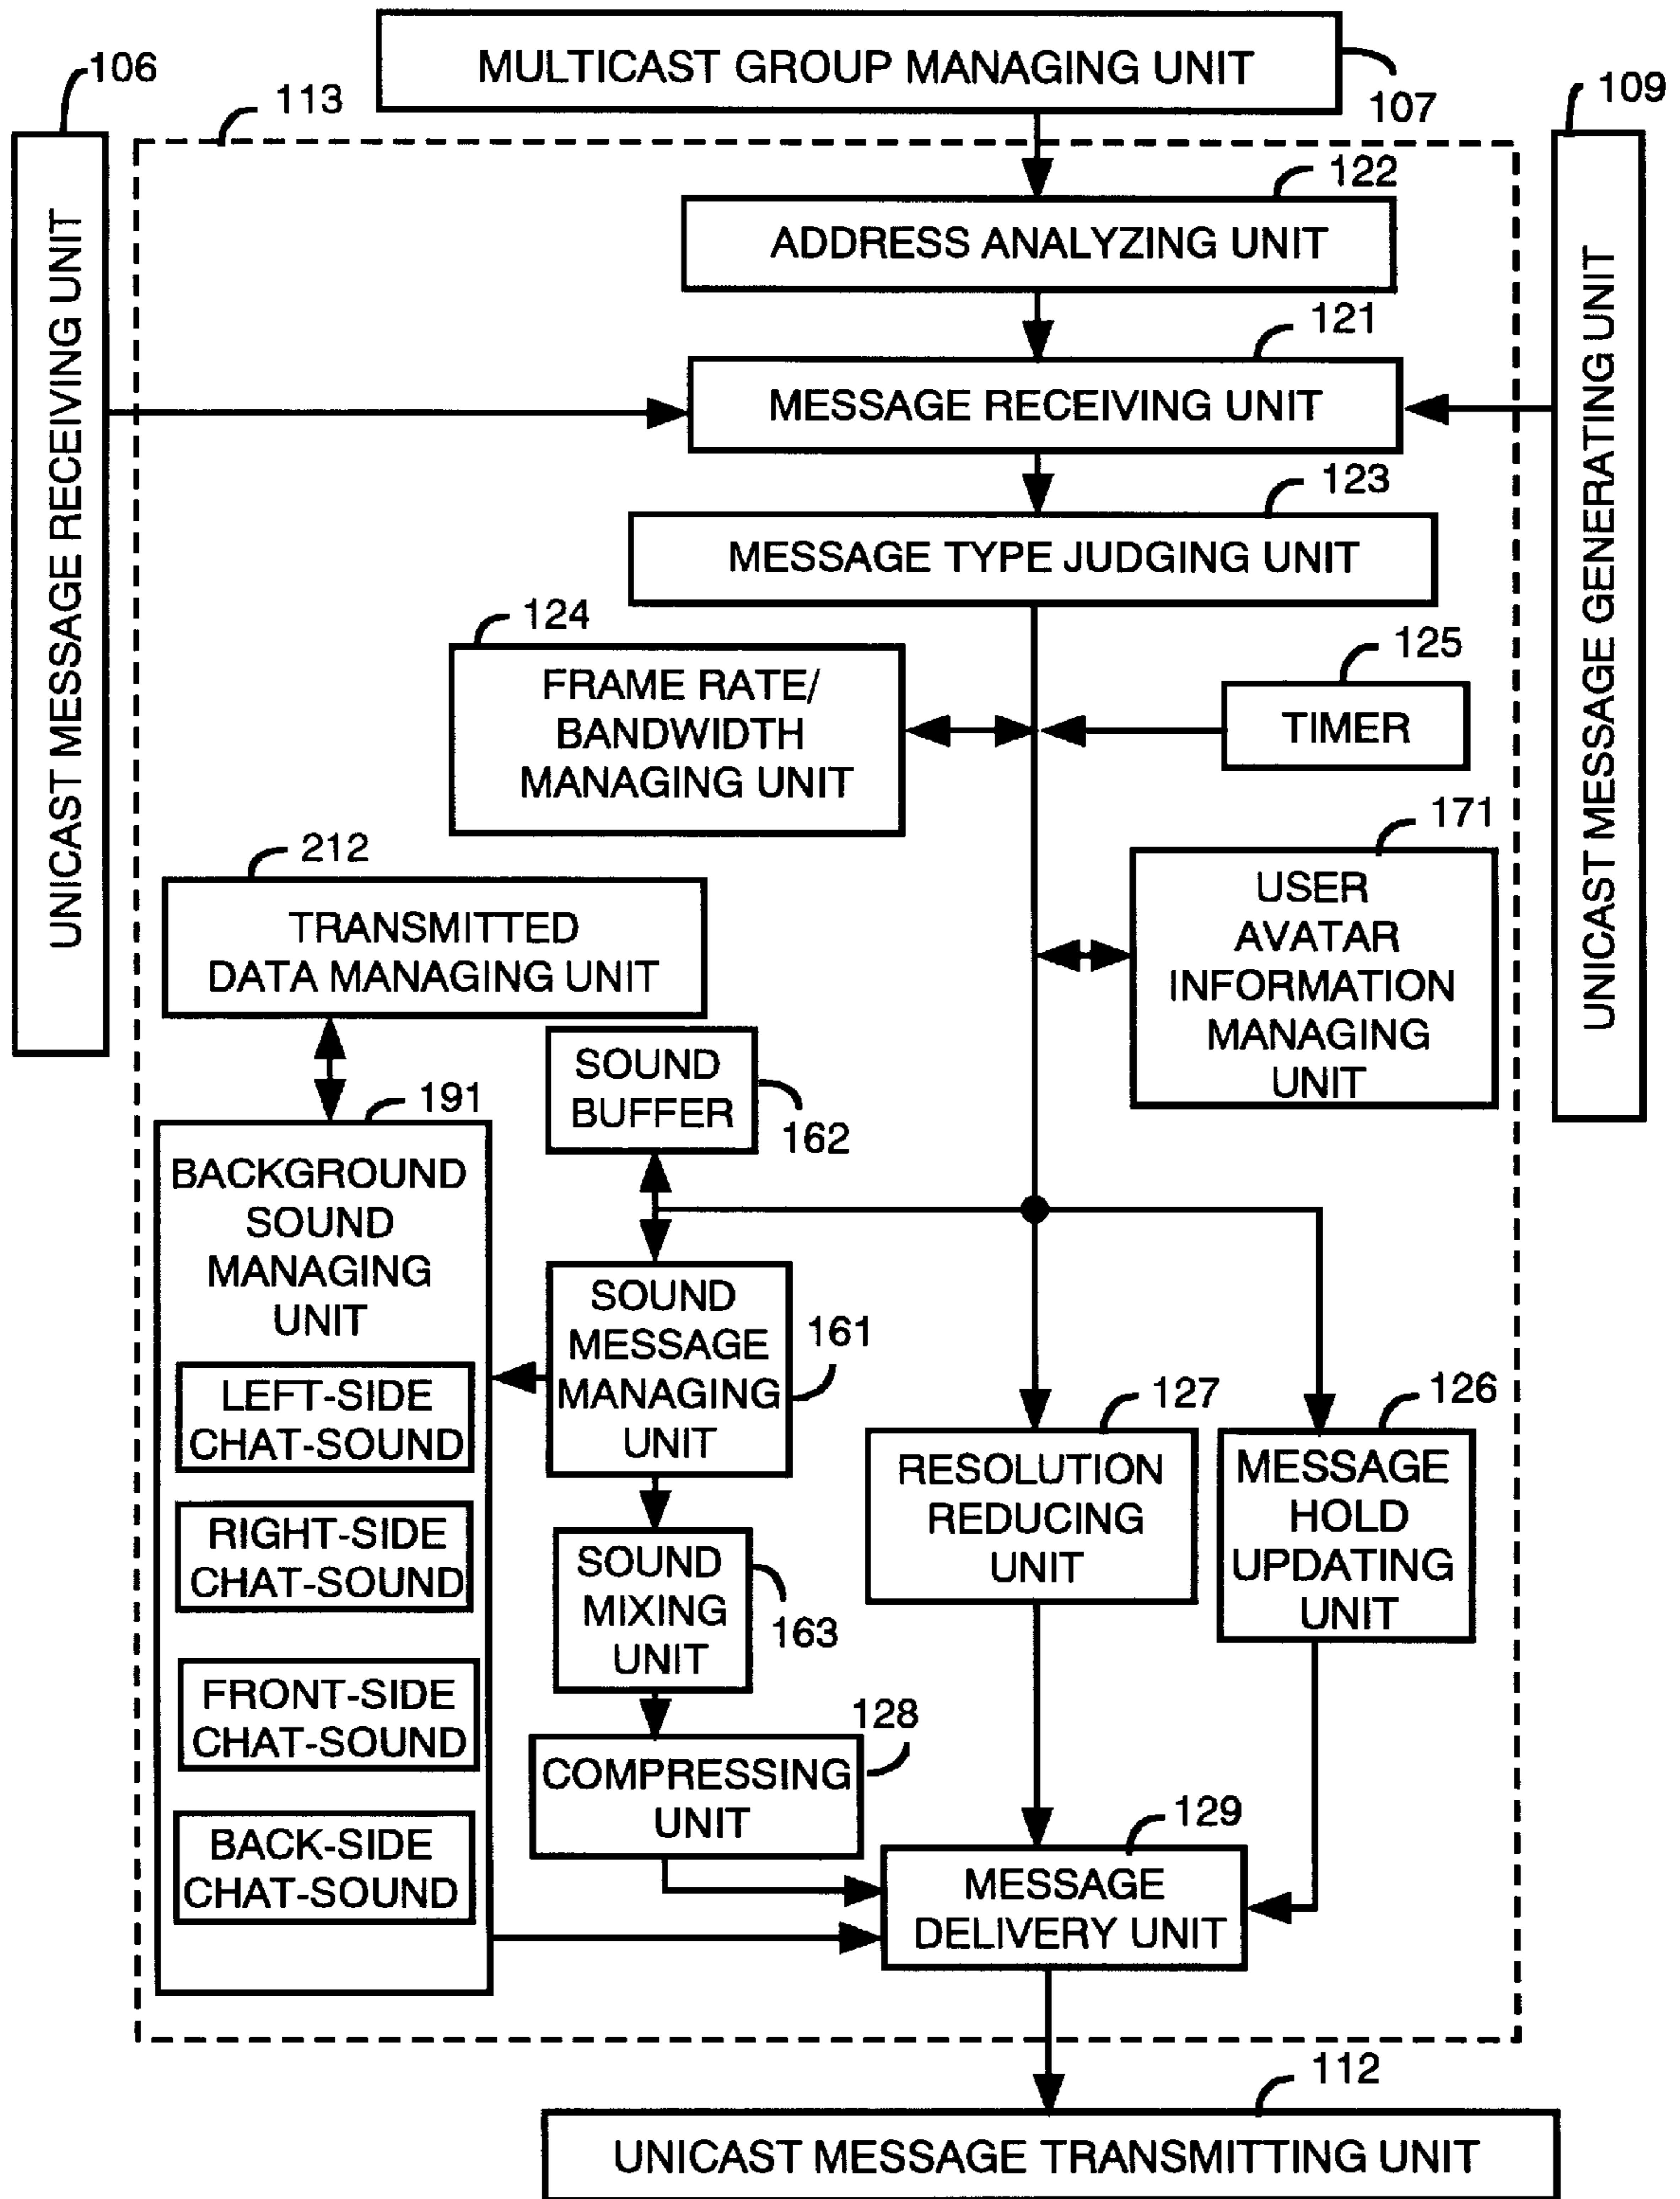 MULTICAST GROUP MANAGING UNIT
107
106
UNICAST MESSAGE RECEIVING UNIT
113
109
UNICAST MESSAGE GENERATING UNIT
122
ADDRESS ANALYZING UNIT
121
MESSAGE RECEIVING UNIT
123
MESSAGE TYPE JUDGING UNIT
124
FRAME RATE/
BANDWIDTH
MANAGING UNIT
125
TIMER
171
USER
AVATAR
INFORMATION
MANAGING
UNIT
212
TRANSMITTED
DATA MANAGING UNIT
SOUND
BUFFER
162
191
BACKGROUND
SOUND
MANAGING
UNIT
LEFT-SIDE
CHAT-SOUND
RIGHT-SIDE
CHAT-SOUND
FRONT-SIDE
CHAT-SOUND
BACK-SIDE
CHAT-SOUND
SOUND
MESSAGE
MANAGING
UNIT
161
SOUND
MIXING
UNIT
163
128
COMPRESSING
UNIT
127
RESOLUTION
REDUCING
UNIT
126
MESSAGE
HOLD
UPDATING
UNIT
129
MESSAGE
DELIVERY UNIT
112
UNICAST MESSAGE TRANSMITTING UNIT